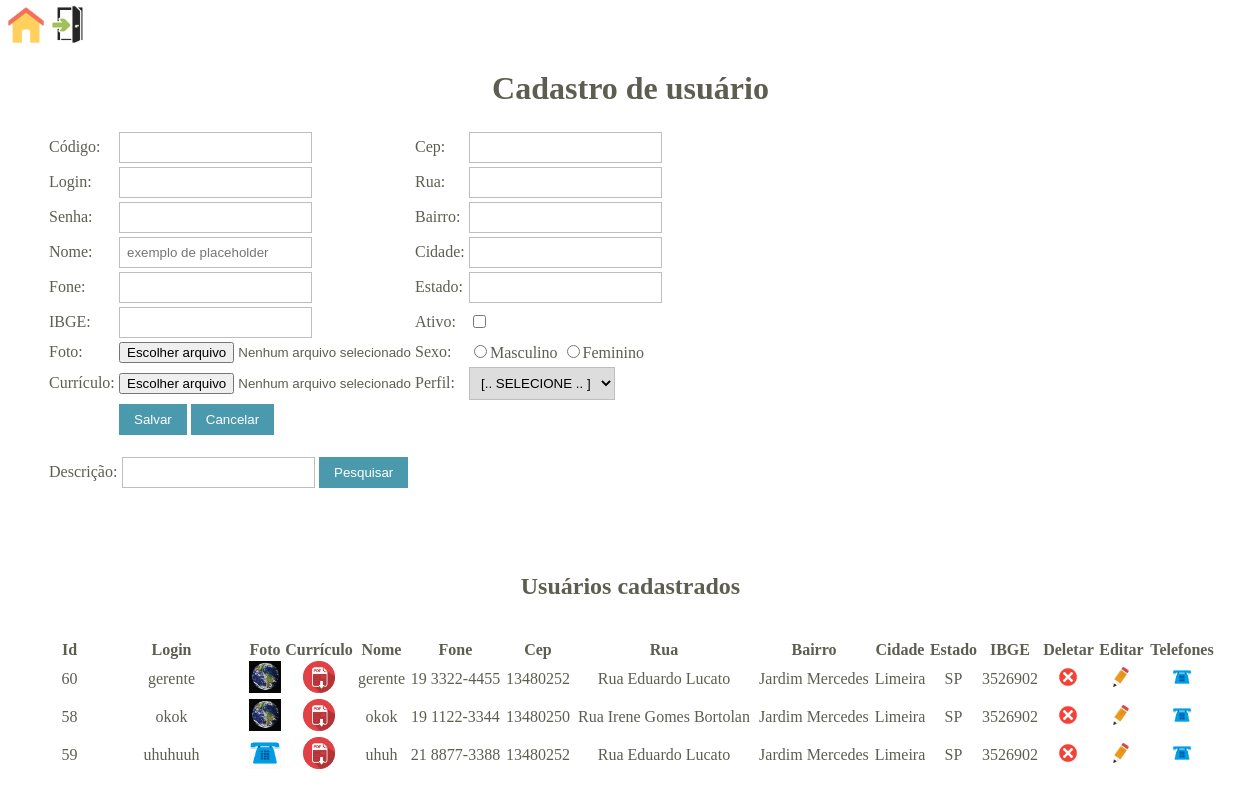 Cadastro de usuário
Código: Cep:
Login: Rua:
Senha: Bairro:
Nome: exemplo de placeholder Cidade:
Fone: Estado:
IBGE: Ativo:
Foto: Escolher arquivo Nenhum arquivo selecionado Sexo: Masculino Feminino
Currículo: Escolher arquivo Nenhum arquivo selecionado Perfil: [.. SELECIONE .. ]
Salvar Cancelar
Descrição: Pesquisar
Usuários cadastrados
Id Login Foto Currículo Nome Fone Cep Rua Bairro Cidade Estado IBGE Deletar Editar Telefones
60 gerente gerente 19 3322-4455 13480252 Rua Eduardo Lucato Jardim Mercedes Limeira SP 3526902
58 okok okok 19 1122-3344 13480250 Rua Irene Gomes Bortolan Jardim Mercedes Limeira SP 3526902
59 uhuhuuh uhuh 21 8877-3388 13480252 Rua Eduardo Lucato Jardim Mercedes Limeira SP 3526902